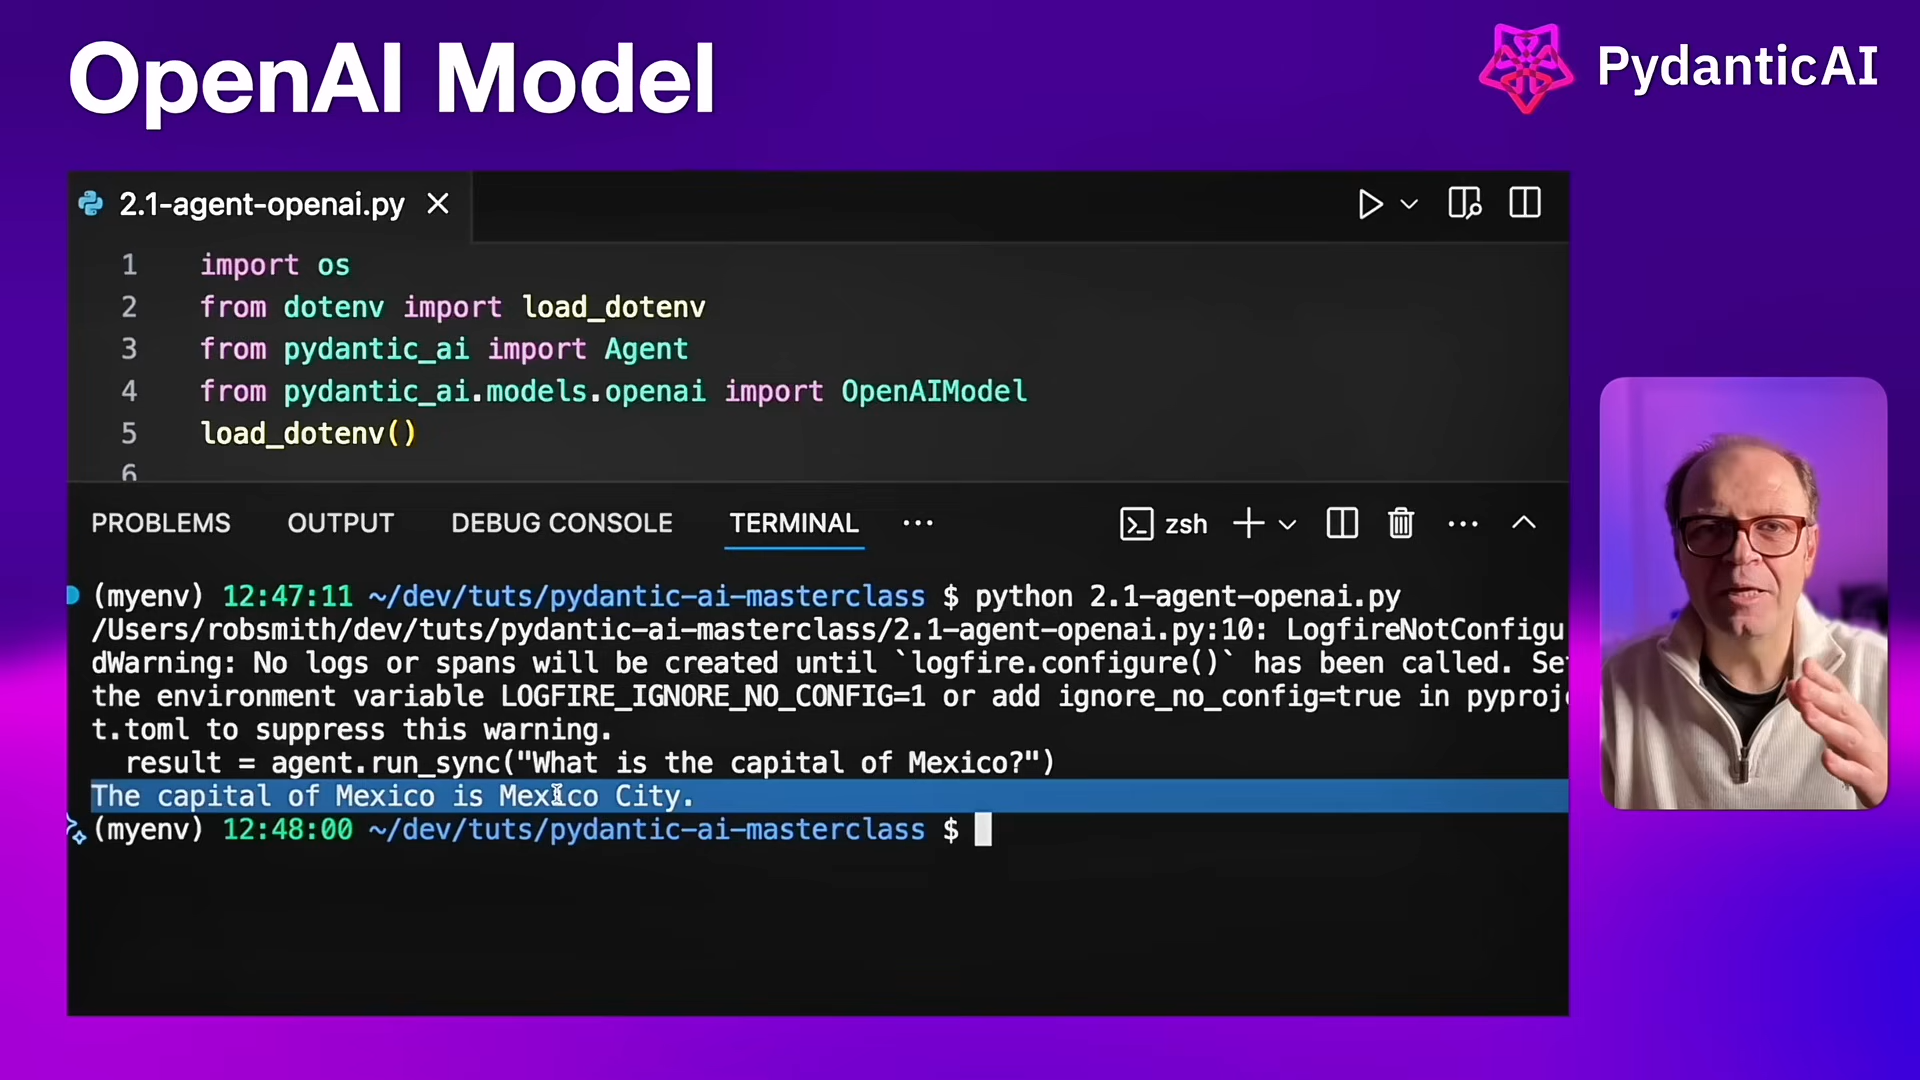 OpenAI Model
PydanticAI
2.1-agent-openai.py
1 import os
2 from dotenv import load_dotenv
3 from pydantic_ai import Agent
4 from pydantic_ai.models.openai import OpenAIModel
5 load_dotenv()
6
PROBLEMS OUTPUT DEBUG CONSOLE TERMINAL ··· zsh
(myenv) 12:47:11 ~/dev/tuts/pydantic-ai-masterclass $ python 2.1-agent-openai.py
/Users/robsmith/dev/tuts/pydantic-ai-masterclass/2.1-agent-openai.py:10: LogfireNotConfigu
dWarning: No logs or spans will be created until `logfire.configure()` has been called. Se
the environment variable LOGFIRE_IGNORE_NO_CONFIG=1 or add ignore_no_config=true in pyproj
t.toml to suppress this warning.
result = agent.run_sync("What is the capital of Mexico?")
The capital of Mexico is Mexico City.
(myenv) 12:48:00 ~/dev/tuts/pydantic-ai-masterclass $